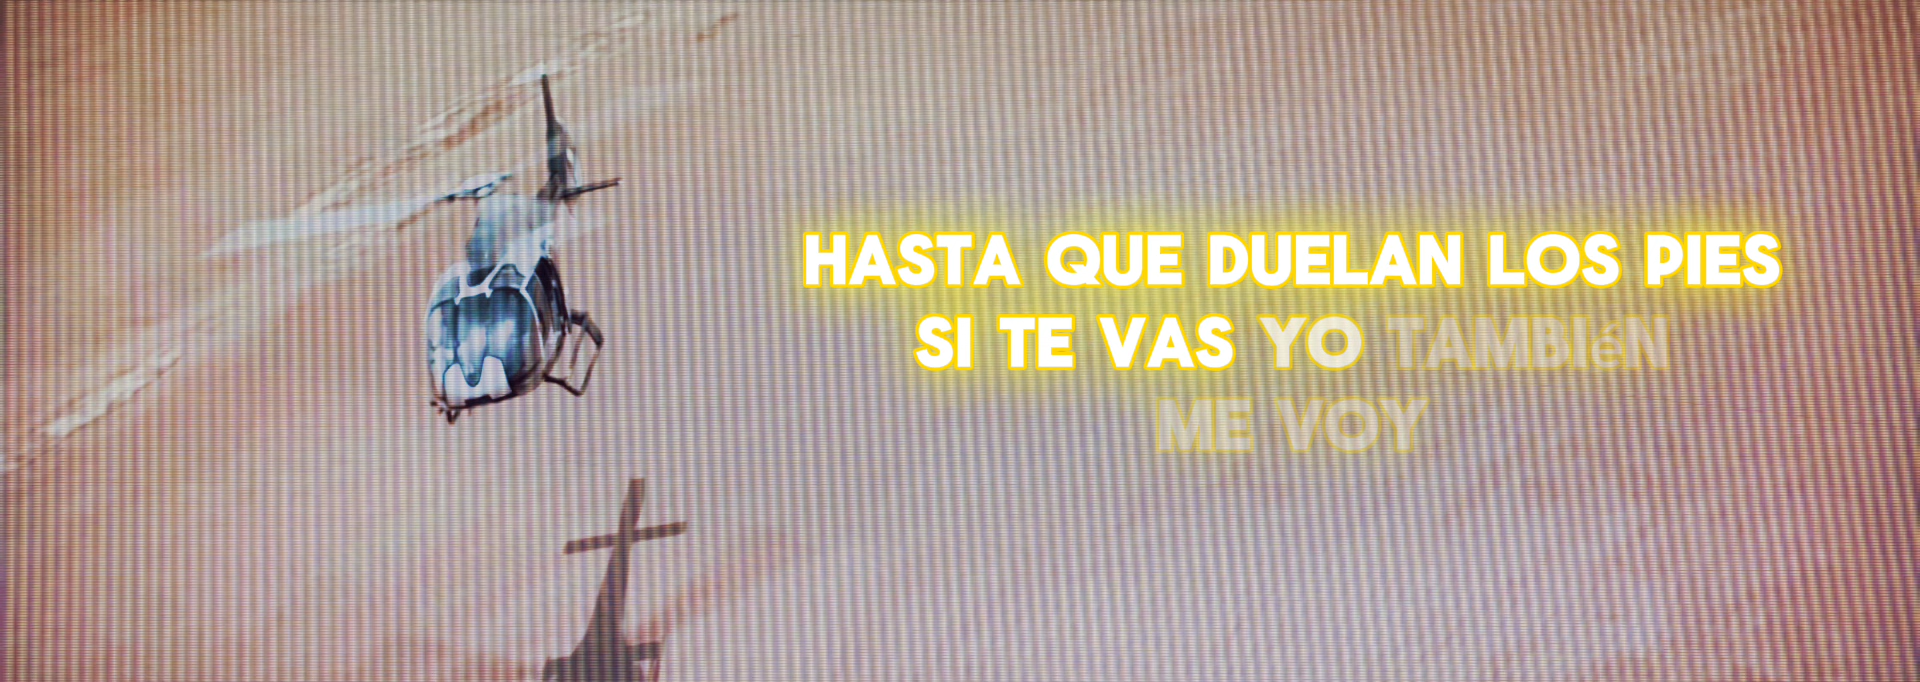 HASTA QUE DUELAN LOS PIES
SI TE VAS YO TAMBIéN
ME VOY